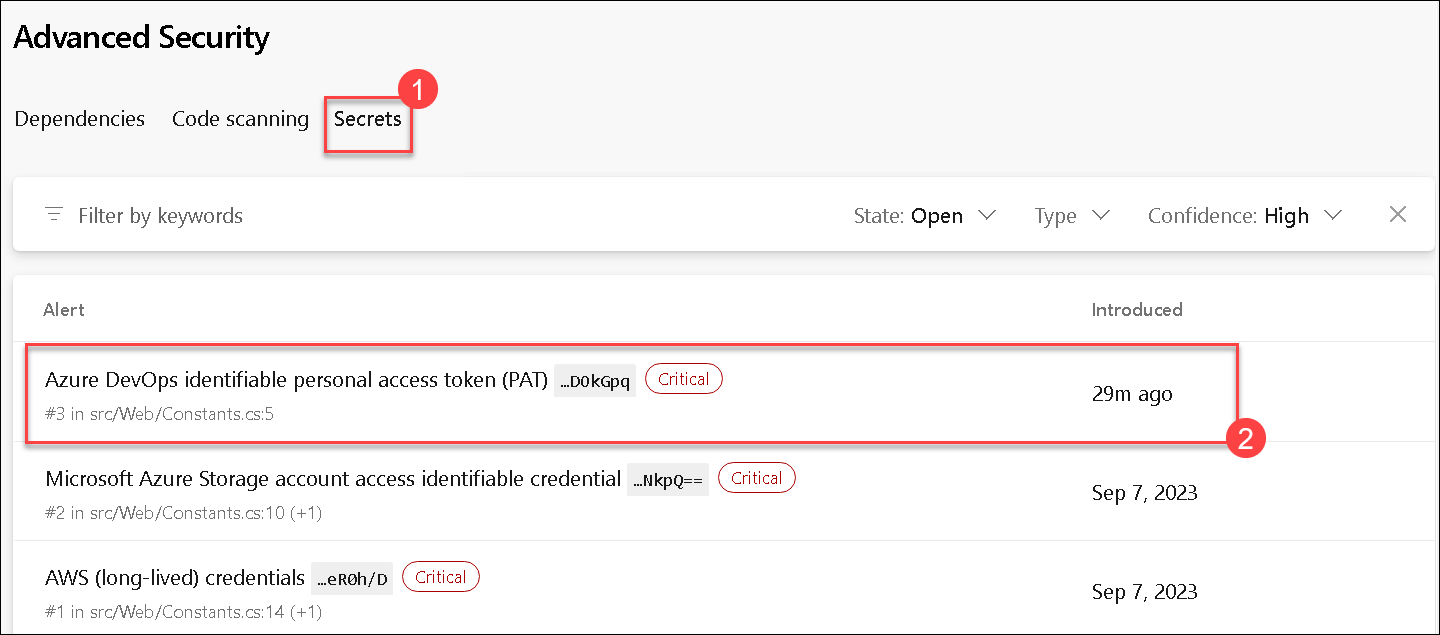 Advanced Security
1
Dependencies Code scanning Secrets
Filter by keywords State: Open Type Confidence: High
Alert Introduced
Azure DevOps identifiable personal access token (PAT) …D0kGpq Critical 29m ago
#3 in src/Web/Constants.cs:5
2
Microsoft Azure Storage account access identifiable credential …NkpQ== Critical Sep 7, 2023
#2 in src/Web/Constants.cs:10 (+1)
AWS (long-lived) credentials …eR0h/D Critical Sep 7, 2023
#1 in src/Web/Constants.cs:14 (+1)